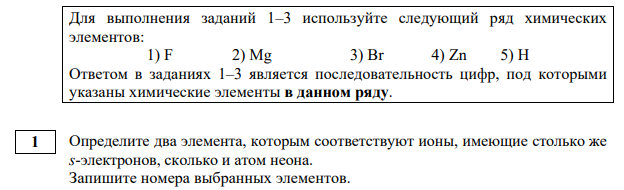 Для выполнения заданий 1–3 используйте следующий ряд химических
элементов:
1) F 2) Mg 3) Br 4) Zn 5) H
Ответом в заданиях 1–3 является последовательность цифр, под которыми
указаны химические элементы в данном ряду.
1 Определите два элемента, которым соответствуют ионы, имеющие столько же
s-электронов, сколько и атом неона.
Запишите номера выбранных элементов.